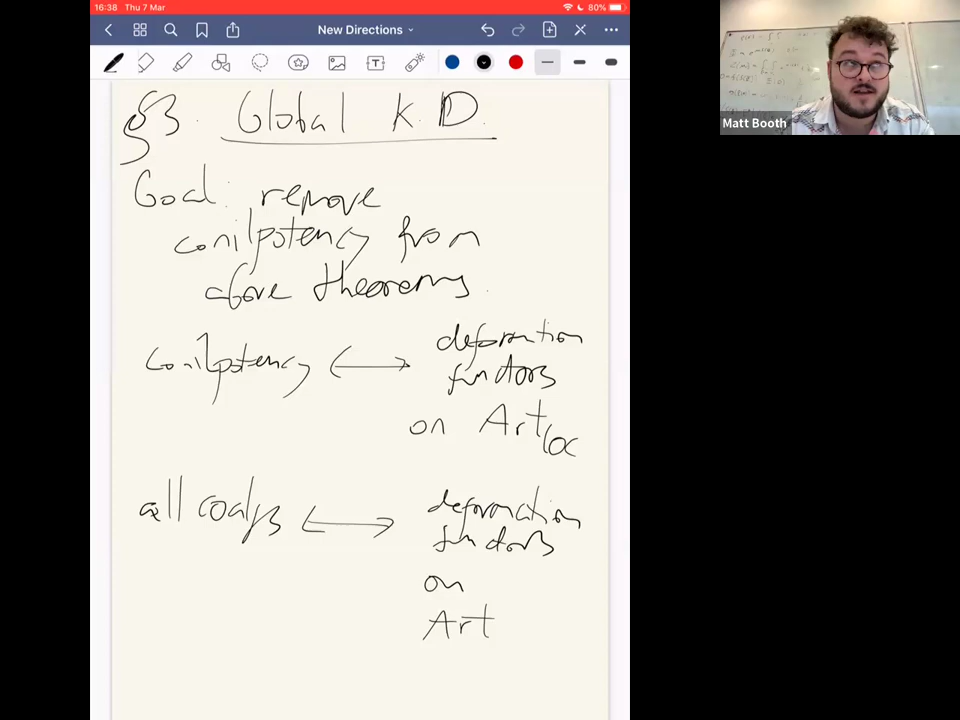 16:38 Thu 7 Mar
80%
New Directions
§3. Global K.D.
Goal: remove
conilpotency from
above theorems.
conilpotency ⟷ deformation
functors
on Art_loc
all coalgs ⟷ deformation
functors
on
Art
Matt Booth